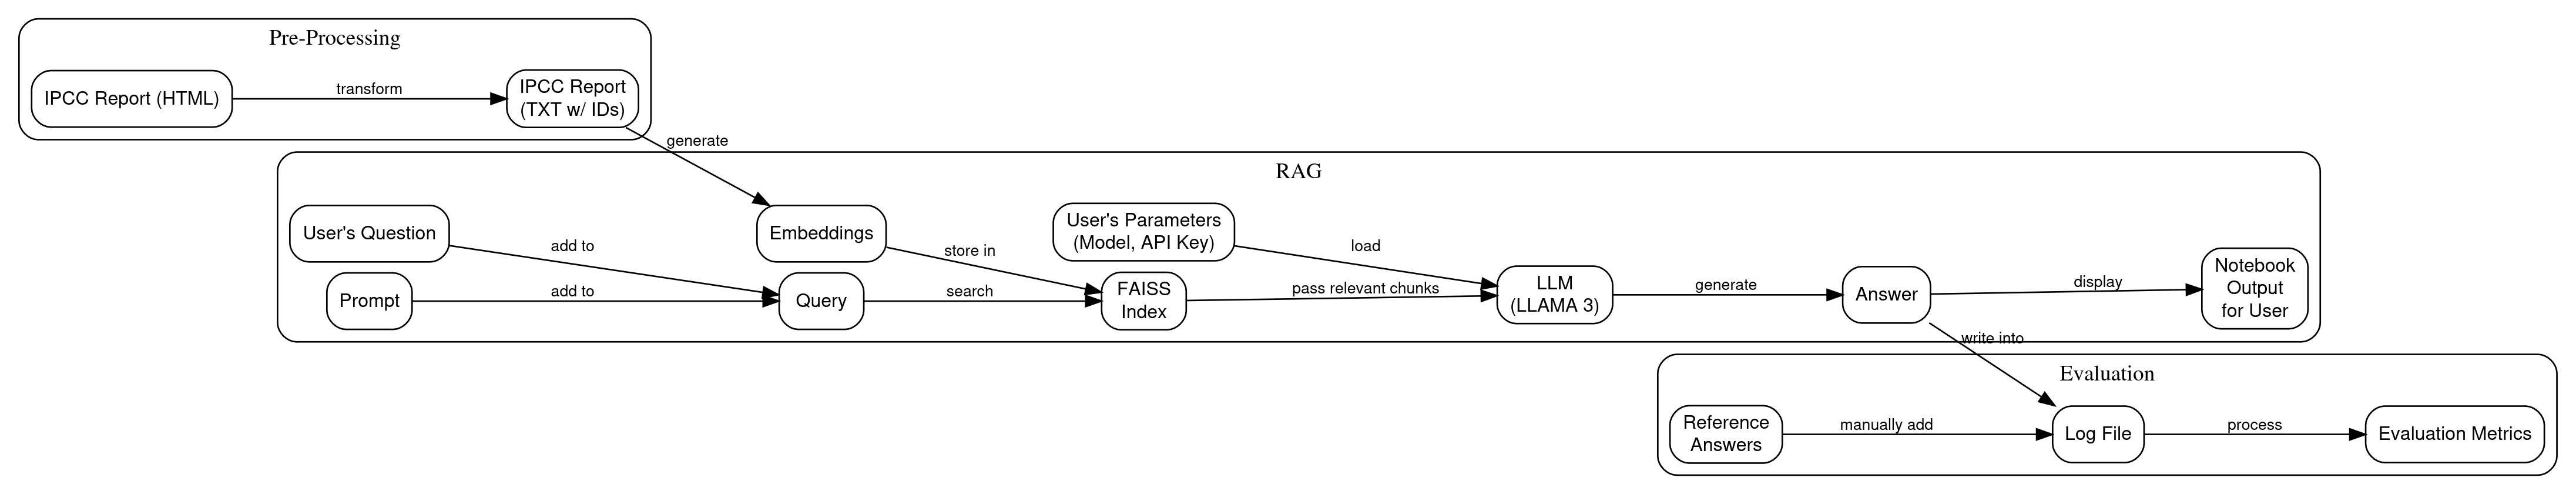 Pre-Processing
IPCC Report (HTML)
transform
IPCC Report
(TXT w/ IDs)
generate
RAG
User's Question
add to
Prompt
add to
Embeddings
Query
store in
search
User's Parameters
(Model, API Key)
FAISS
Index
load
pass relevant chunks
LLM
(LLAMA 3)
generate
Answer
display
Notebook
Output
for User
write into
Evaluation
Reference
Answers
manually add
Log File
process
Evaluation Metrics